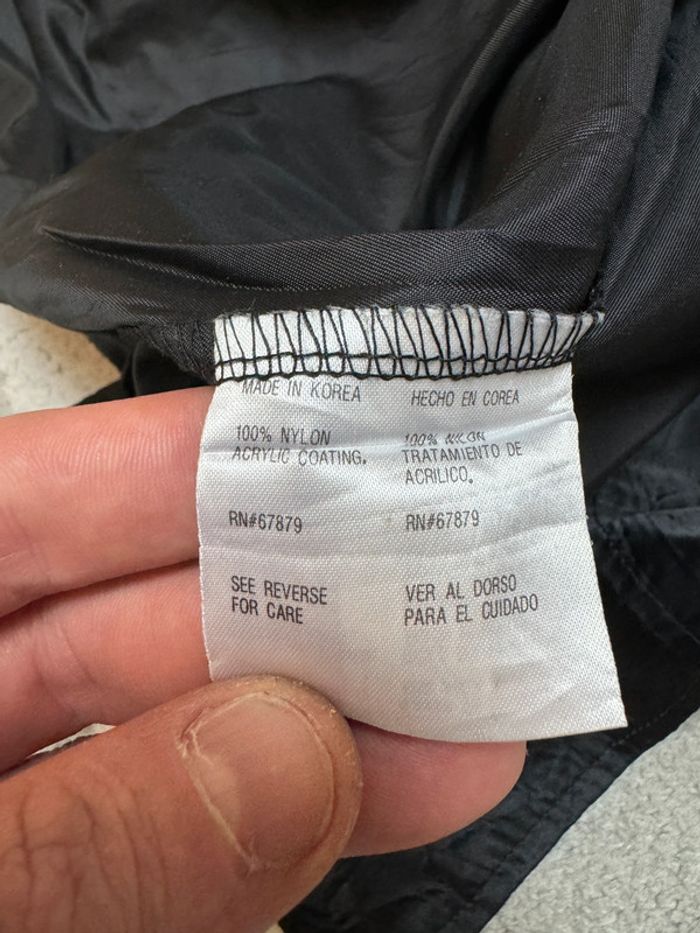 MADE IN KOREA
100% NYLON
ACRYLIC COATING.
RN#67879
SEE REVERSE
FOR CARE
HECHO EN COREA
100%
TRATAMIENTO DE
ACRILICO.
RN#67879
VER AL DORSO
PARA EL CUIDADO